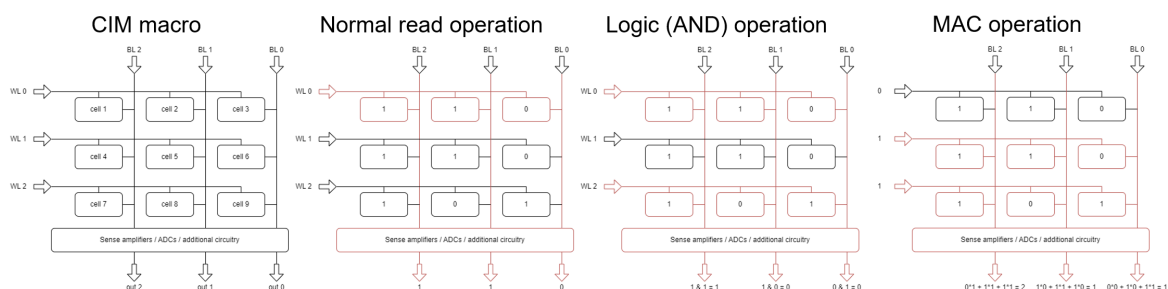 CIM macro
BL 2
BL 1
BL 0
WL 0
cell 1
cell 2
cell 3
WL 1
cell 4
cell 5
cell 6
WL 2
cell 7
cell 8
cell 9
Sense amplifiers / ADCs / additional circuitry
out 2
out 1
out 0
Normal read operation
BL 2
BL 1
BL 0
WL 0
1
1
0
WL 1
1
1
0
WL 2
1
0
1
Sense amplifiers / ADCs / additional circuitry
1
1
0
Logic (AND) operation
BL 2
BL 1
BL 0
WL 0
1
1
0
WL 1
1
1
0
WL 2
1
0
1
Sense amplifiers / ADCs / additional circuitry
1 & 1 = 1
1 & 0 = 0
0 & 1 = 0
MAC operation
BL 2
BL 1
BL 0
0
1
1
0
1
1
1
0
1
1
0
1
Sense amplifiers / ADCs / additional circuitry
0*1 + 1*1 + 1*1 = 2
1*0 + 1*1 + 1*0 = 1
0*0 + 1*0 + 1*1 = 1